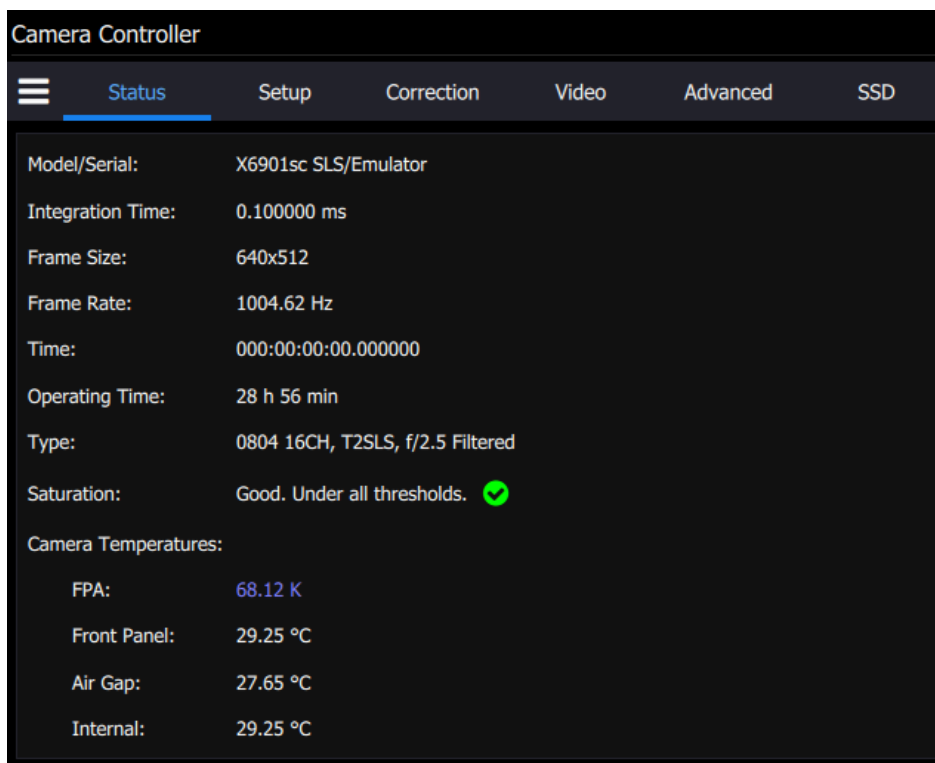 Camera Controller
Status Setup Correction Video Advanced SSD
Model/Serial: X6901sc SLS/Emulator
Integration Time: 0.100000 ms
Frame Size: 640x512
Frame Rate: 1004.62 Hz
Time: 000:00:00:00.000000
Operating Time: 28 h 56 min
Type: 0804 16CH, T2SLS, f/2.5 Filtered
Saturation: Good. Under all thresholds.
Camera Temperatures:
FPA: 68.12 K
Front Panel: 29.25 °C
Air Gap: 27.65 °C
Internal: 29.25 °C